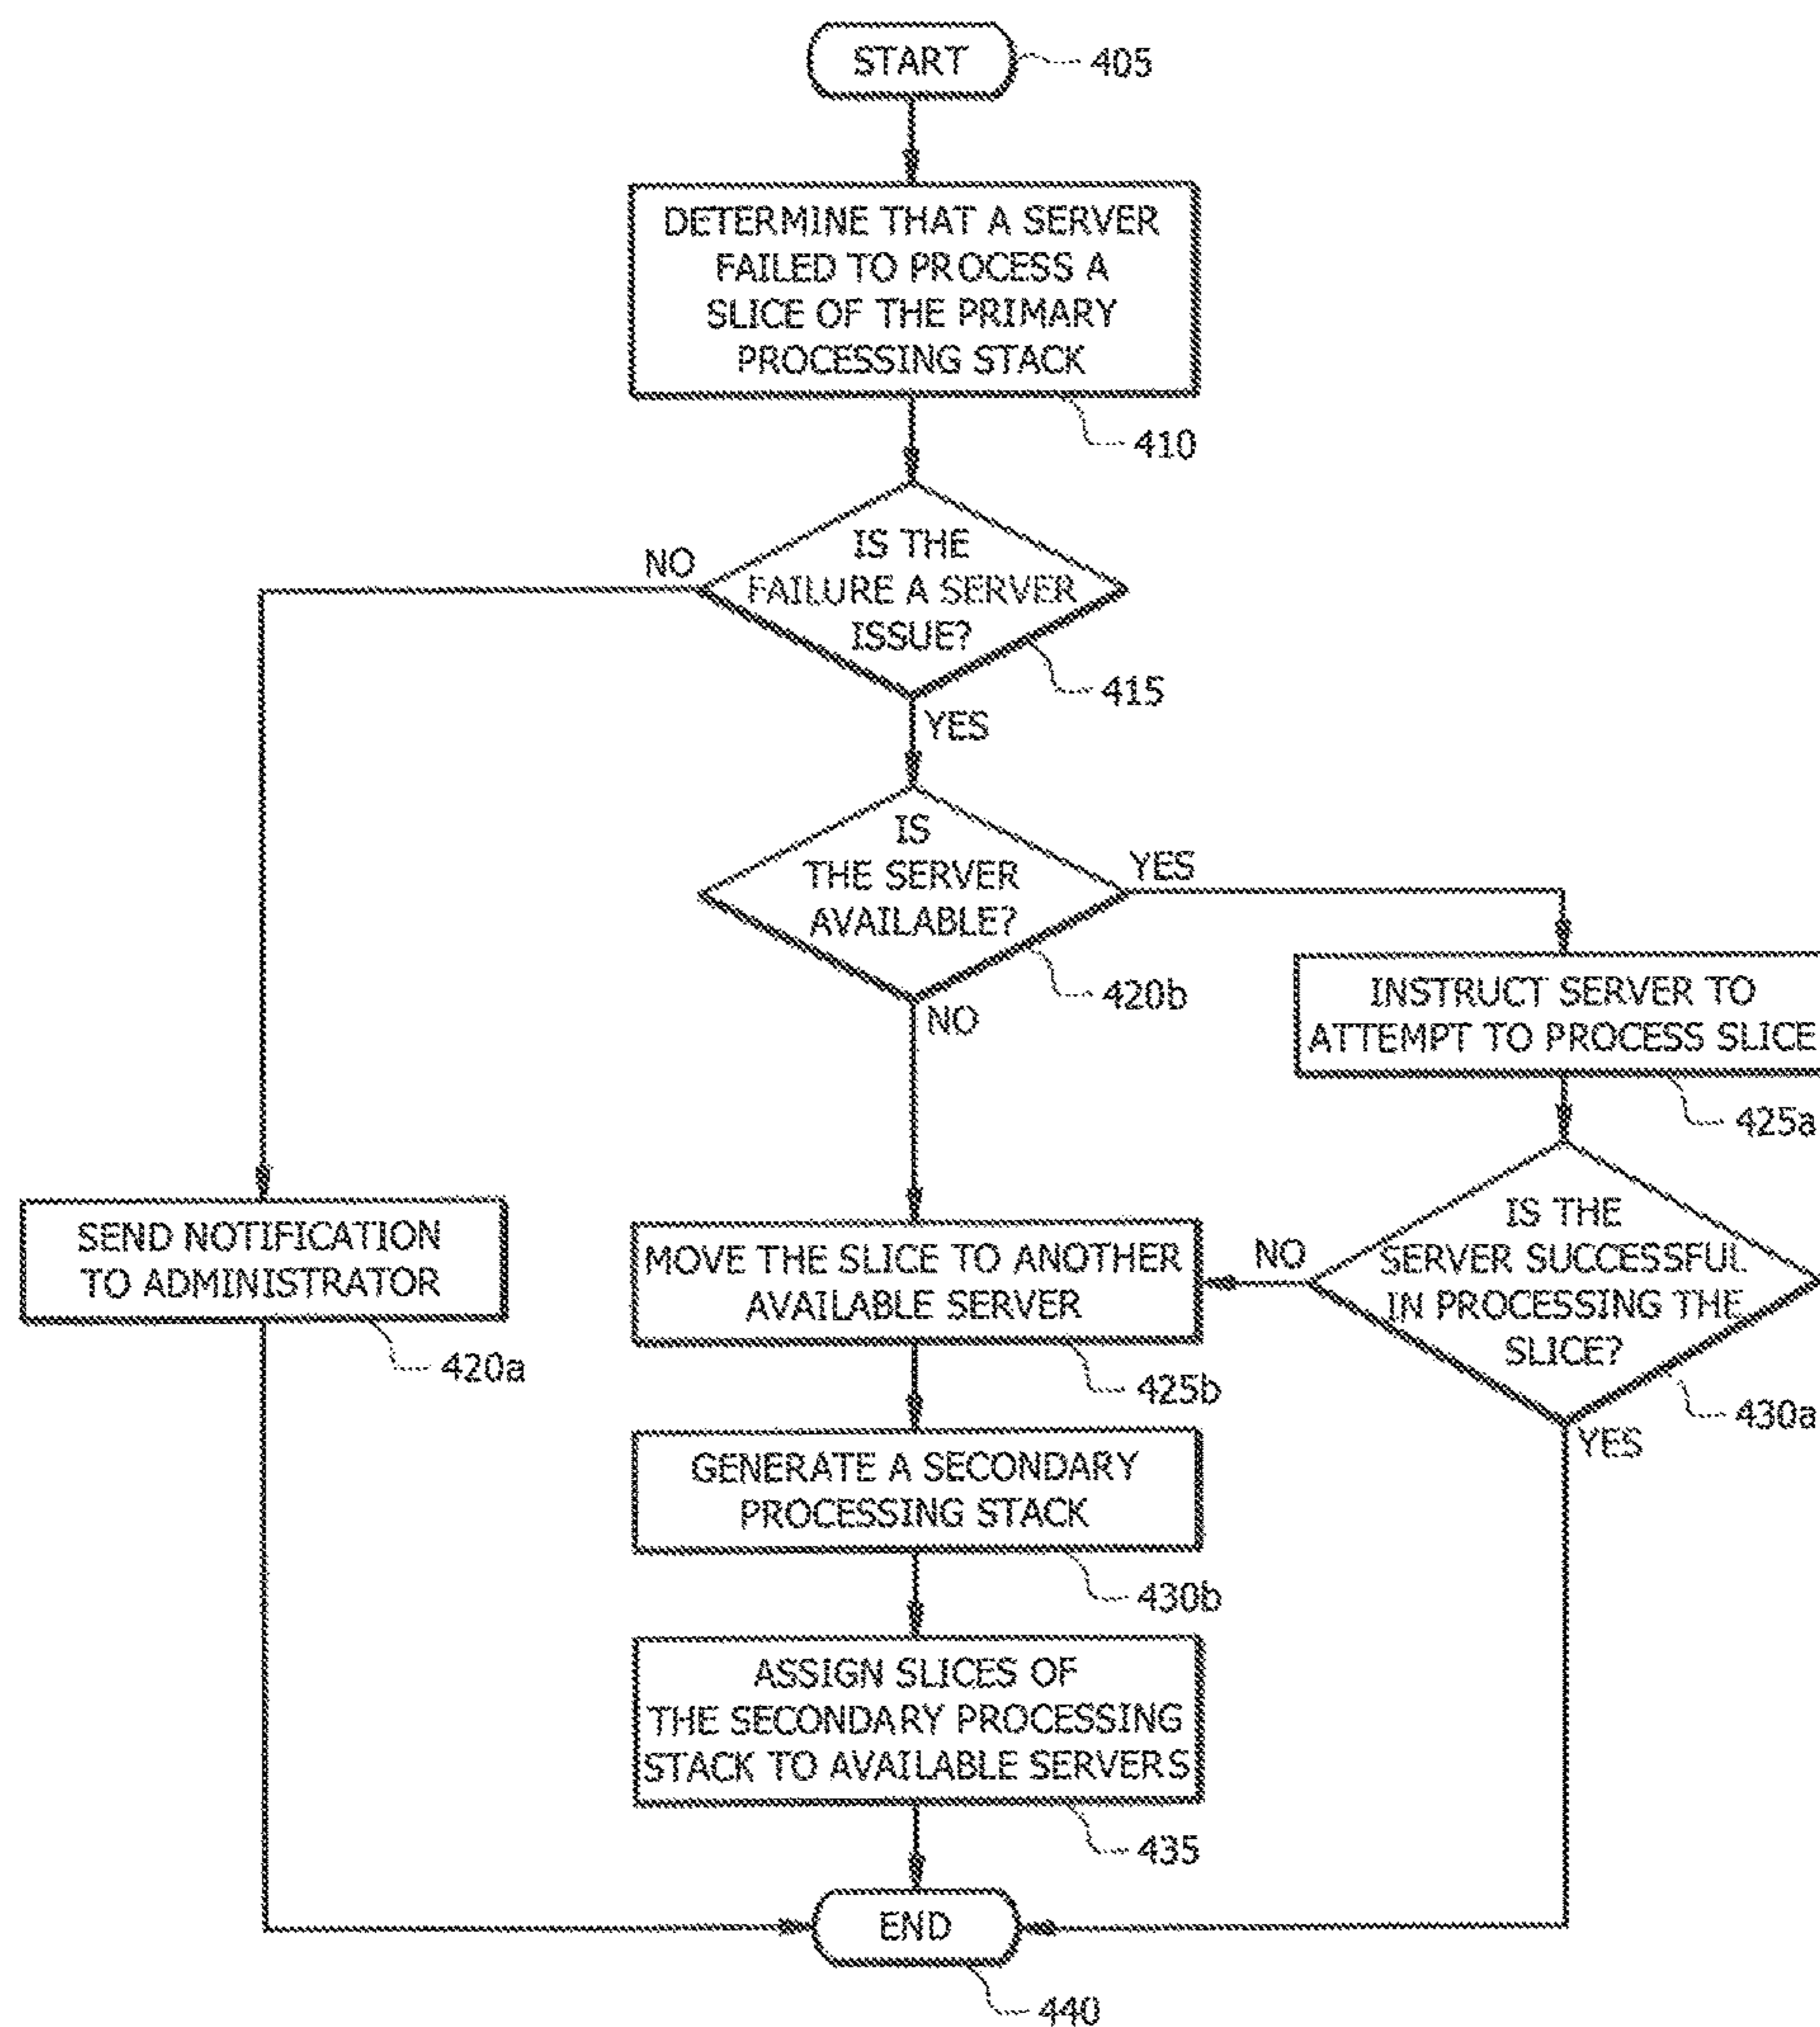 START
405
DETERMINE THAT A SERVER
FAILED TO PROCESS A
SLICE OF THE PRIMARY
PROCESSING STACK
410
IS THE
FAILURE A SERVER
ISSUE?
NO
415
YES
IS
THE SERVER
AVAILABLE?
YES
420b
NO
INSTRUCT SERVER TO
ATTEMPT TO PROCESS SLICE
425a
SEND NOTIFICATION
TO ADMINISTRATOR
420a
MOVE THE SLICE TO ANOTHER
AVAILABLE SERVER
425b
NO
IS THE
SERVER SUCCESSFUL
IN PROCESSING THE
SLICE?
430a
YES
GENERATE A SECONDARY
PROCESSING STACK
430b
ASSIGN SLICES OF
THE SECONDARY PROCESSING
STACK TO AVAILABLE SERVERS
435
END
440